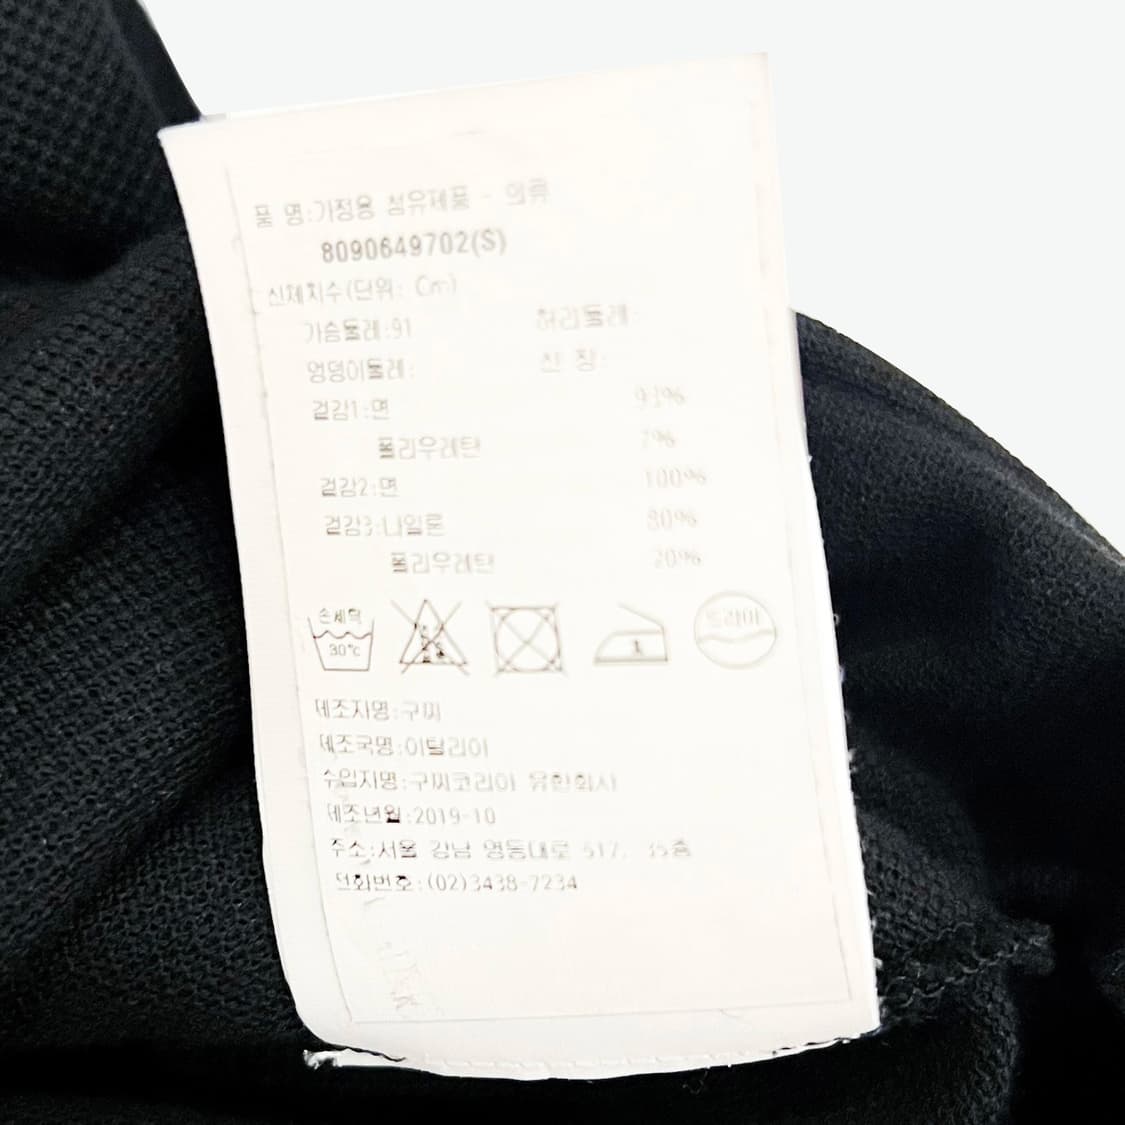 품 명:가정용 섬유제품 - 의류
8090649702(S)
신체치수(단위: Cm)
가슴둘레:91 허리둘레:
엉덩이둘레: 신 장:
겉감1:면 93%
폴리우레탄 7%
겉감2:면 100%
겉감3:나일론 80%
폴리우레탄 20%
손세탁 30℃ 드라이
제조자명:구찌
제조국명:이탈리아
수입자명:구찌코리아 유한회사
제조년월:2019-10
주소:서울 강남 영동대로 517, 35층
전화번호:(02)3438-7234